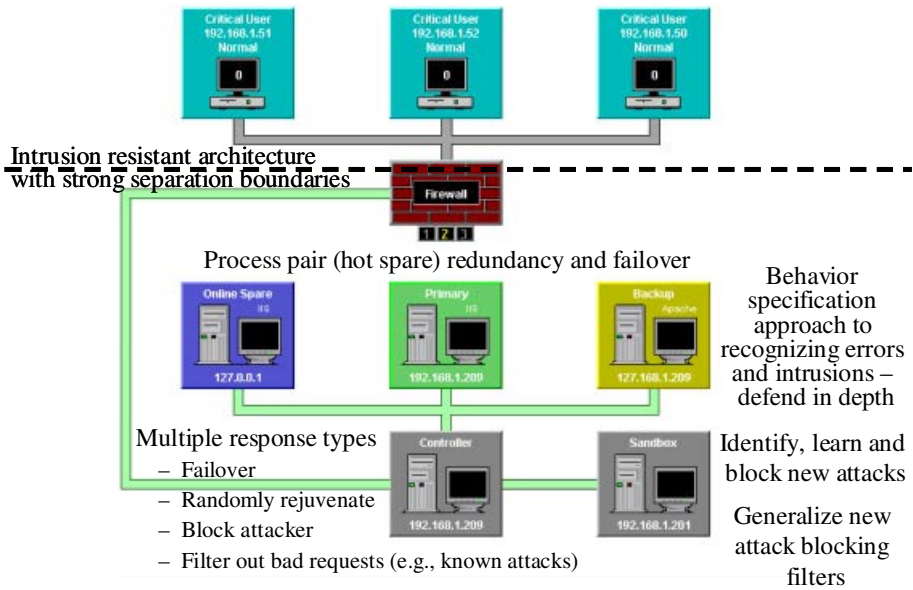 Critical User
192.168.1.51
Normal
0
Critical User
192.168.1.52
Normal
0
Critical User
192.168.1.50
Normal
0
Intrusion resistant architecture
with strong separation boundaries
Firewall
1 2 3
Process pair (hot spare) redundancy and failover
Online Spare
IIS
127.0.0.1
Primary
IIS
192.168.1.209
Backup
Apache
127.168.1.209
Behavior
specification
approach to
recognizing errors
and intrusions –
defend in depth
Multiple response types
– Failover
– Randomly rejuvenate
– Block attacker
– Filter out bad requests (e.g., known attacks)
Controller
192.168.1.209
Sandbox
192.168.1.201
Identify, learn and
block new attacks
Generalize new
attack blocking
filters